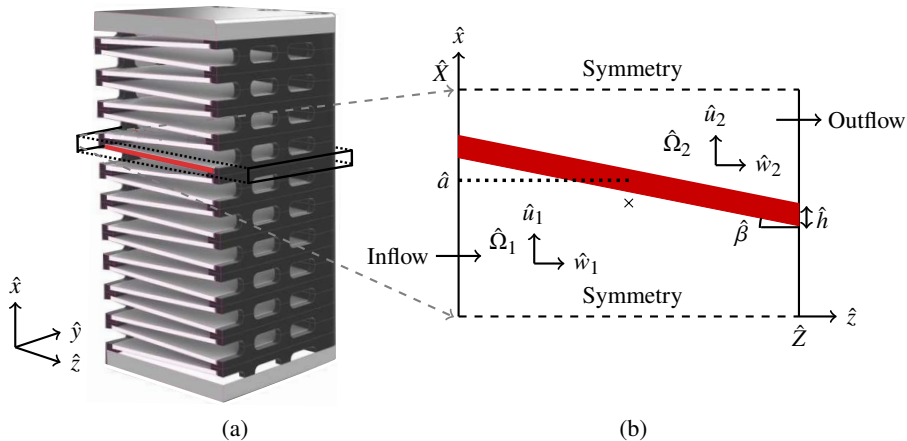 x̂
ŷ
ẑ
(a)
x̂
X̂
Symmetry
û₂
Outflow
Ω̂₂
ŵ₂
â
×
û₁
β̂
ĥ
Inflow
Ω̂₁
ŵ₁
Symmetry
Ẑ
ẑ
(b)